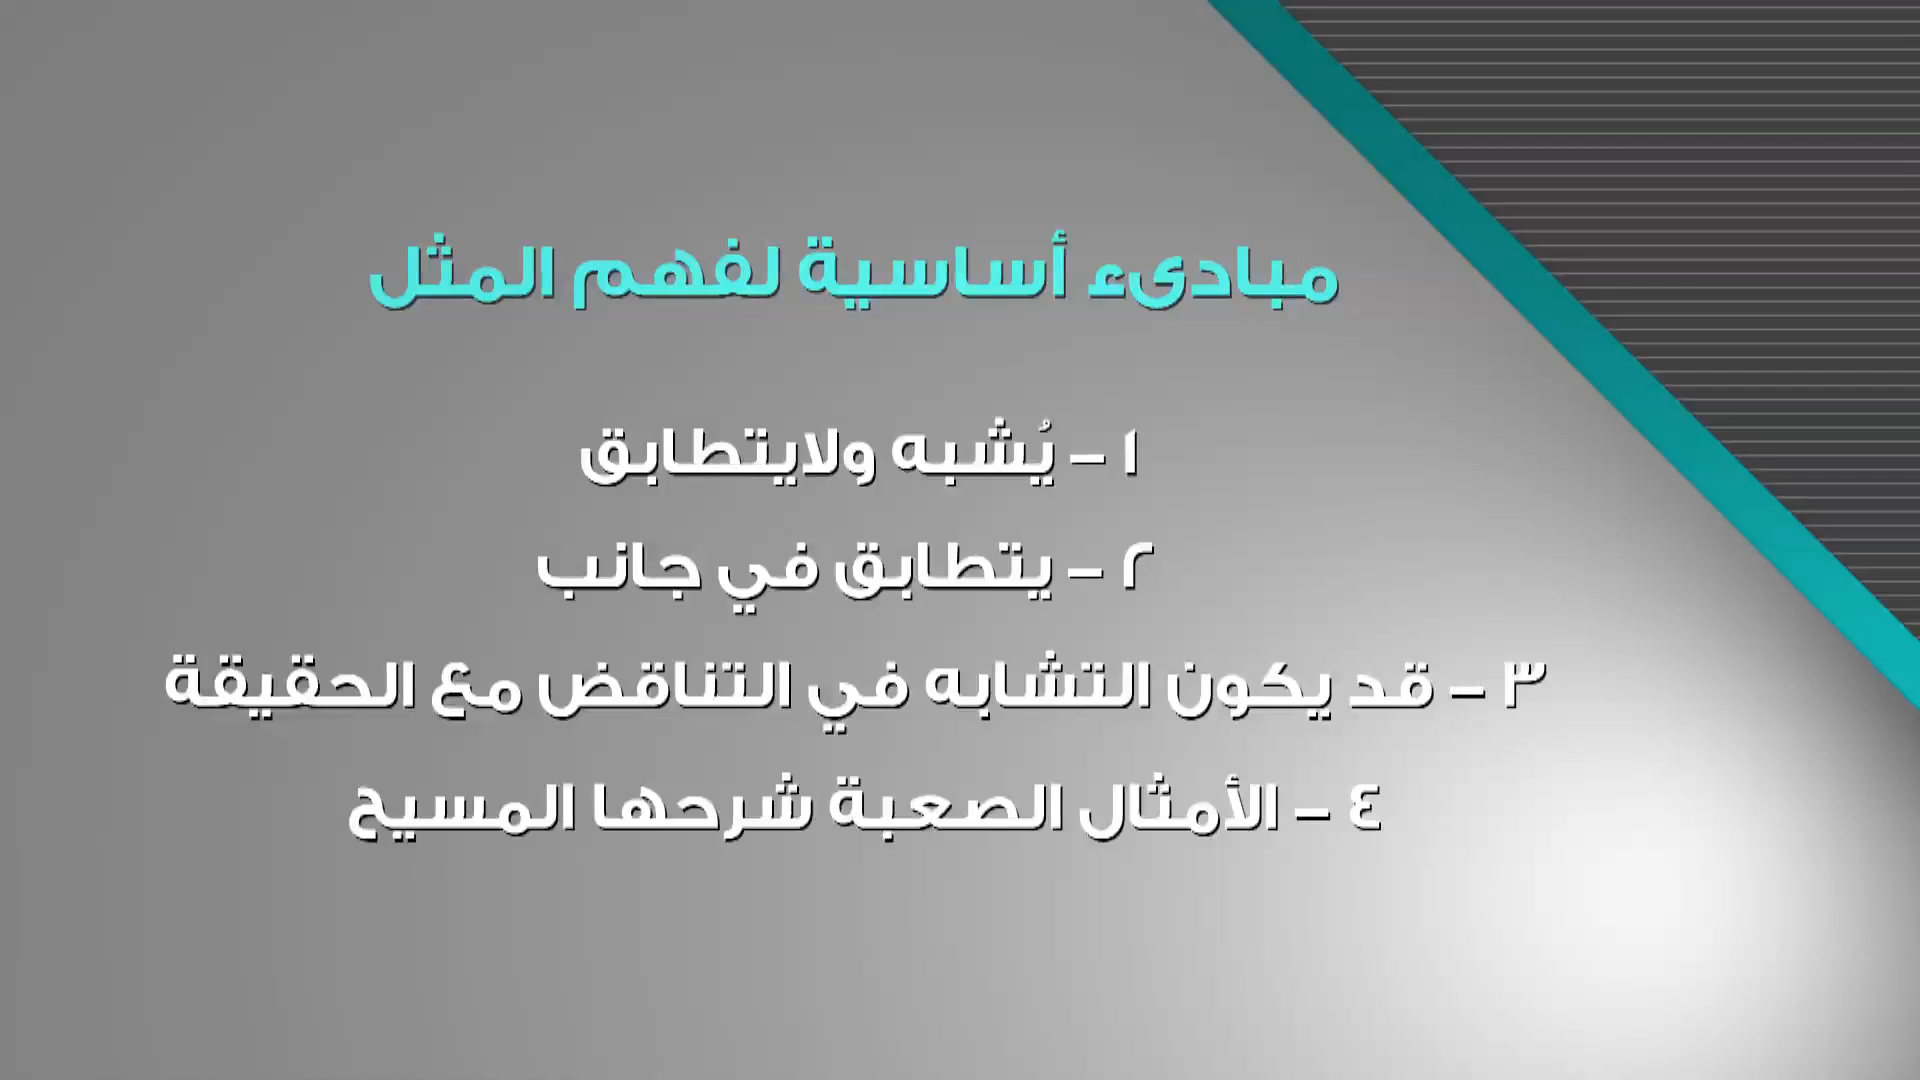 مبادىء أساسية لفهم المثل
١ - يُشبه ولايتطابق
٢ - يتطابق في جانب
٣ - قد يكون التشابه في التناقض مع الحقيقة
٤ - الأمثال الصعبة شرحها المسيح